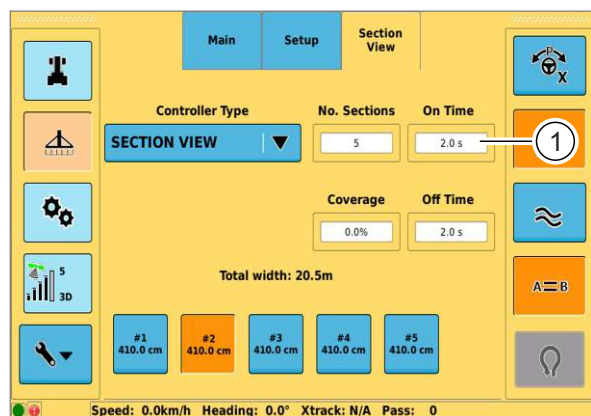 Main
Setup
Section
View
Controller Type
No. Sections
On Time
SECTION VIEW
5
2.0 s
1
Coverage
Off Time
0.0%
2.0 s
Total width: 20.5m
#1
410.0 cm
#2
410.0 cm
#3
410.0 cm
#4
410.0 cm
#5
410.0 cm
5
3D
P
X
A=B
Speed: 0.0km/h Heading: 0.0° Xtrack: N/A Pass: 0